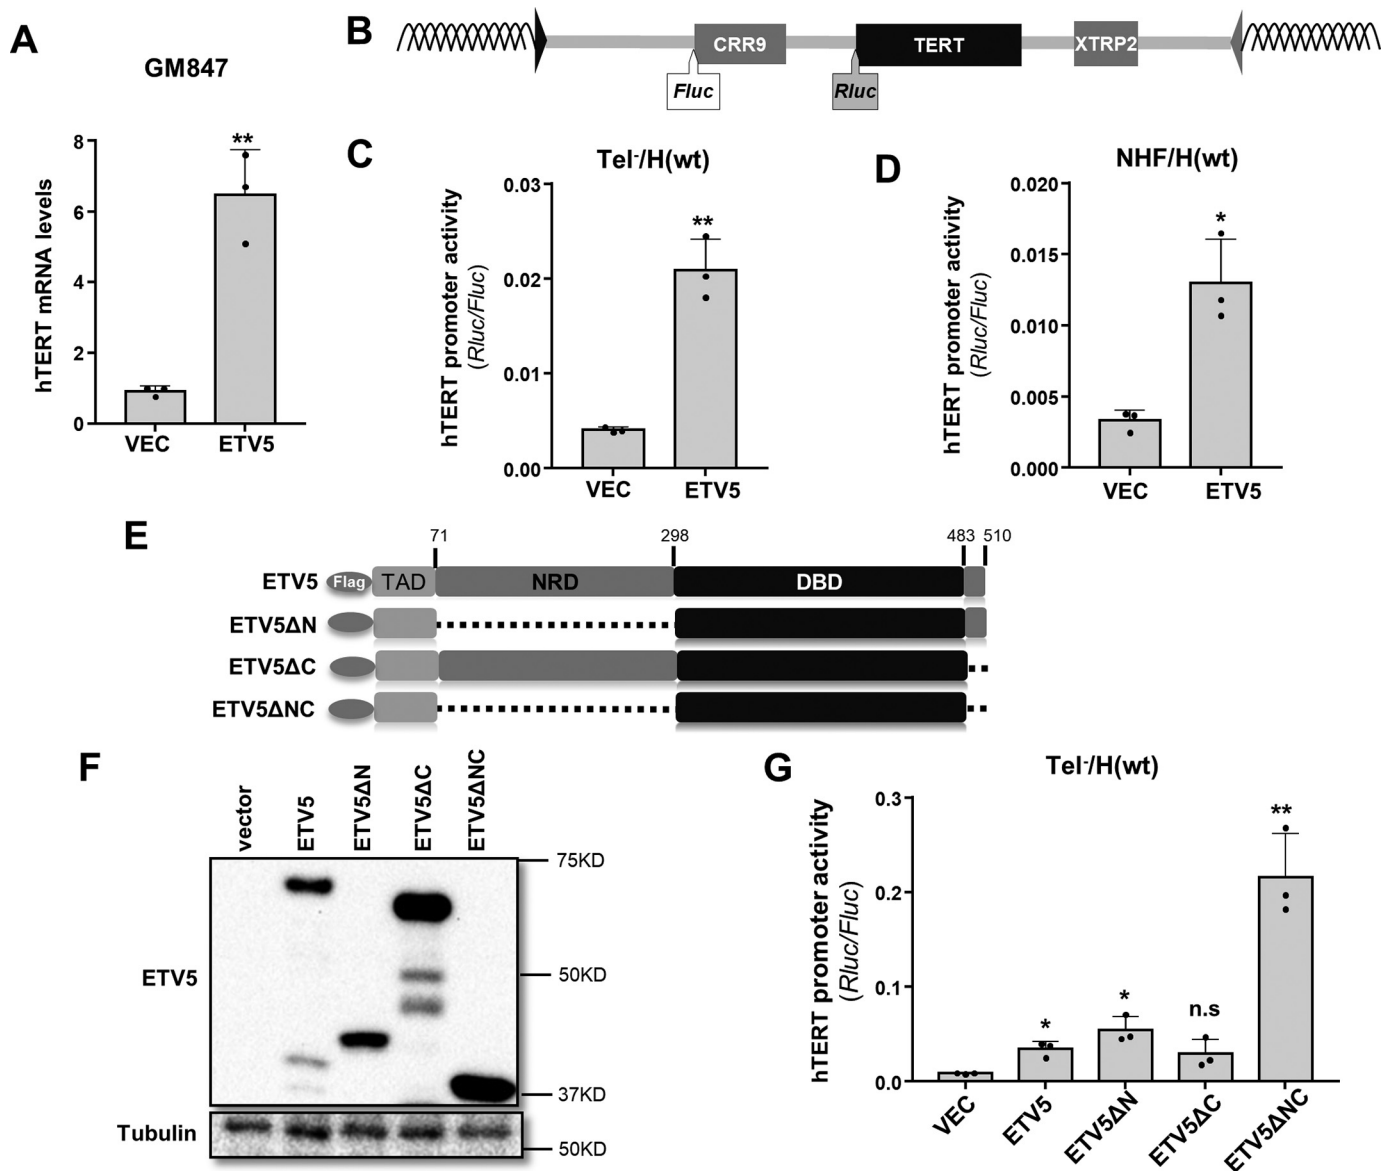 A
GM847
hTERT mRNA levels
8
6
4
2
0
**
VEC
ETV5
B
CRR9
TERT
XTRP2
Fluc
Rluc
C
Tel-/H(wt)
hTERT promoter activity
(Rluc/Fluc)
0.03
0.02
0.01
0.00
**
VEC
ETV5
D
NHF/H(wt)
hTERT promoter activity
(Rluc/Fluc)
0.020
0.015
0.010
0.005
0.000
*
VEC
ETV5
E
71
298
483
510
ETV5
Flag
TAD
NRD
DBD
ETV5ΔN
ETV5ΔC
ETV5ΔNC
F
vector
ETV5
ETV5ΔN
ETV5ΔC
ETV5ΔNC
75KD
ETV5
50KD
37KD
Tubulin
50KD
G
Tel-/H(wt)
hTERT promoter activity
(Rluc/Fluc)
0.3
0.2
0.1
0.0
*
*
n.s
**
VEC
ETV5
ETV5ΔN
ETV5ΔC
ETV5ΔNC